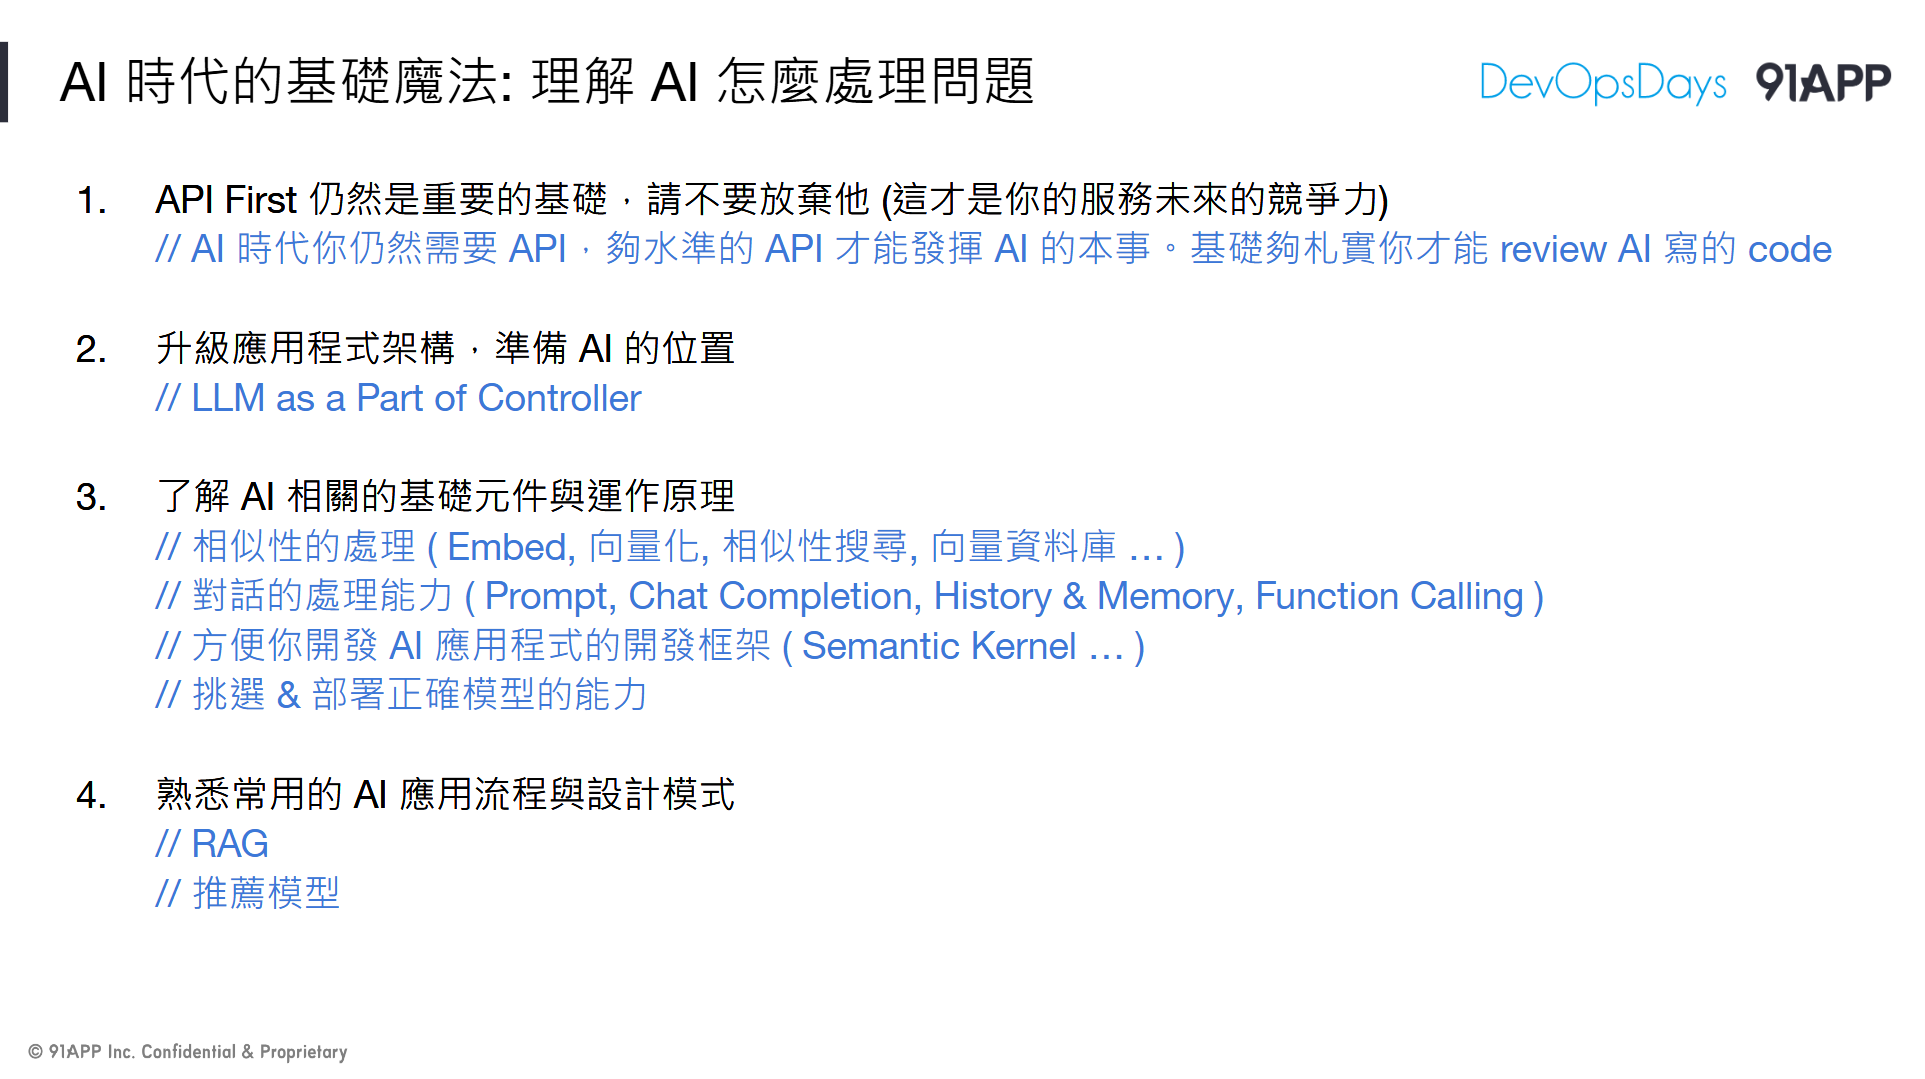 AI 時代的基礎魔法: 理解 AI 怎麼處理問題
DevOpsDays 91APP
1. API First 仍然是重要的基礎，請不要放棄他 (這才是你的服務未來的競爭力)
// AI 時代你仍然需要 API，夠水準的 API 才能發揮 AI 的本事。基礎夠札實你才能 review AI 寫的 code
2. 升級應用程式架構，準備 AI 的位置
// LLM as a Part of Controller
3. 了解 AI 相關的基礎元件與運作原理
// 相似性的處理 ( Embed, 向量化, 相似性搜尋, 向量資料庫 … )
// 對話的處理能力 ( Prompt, Chat Completion, History & Memory, Function Calling )
// 方便你開發 AI 應用程式的開發框架 ( Semantic Kernel … )
// 挑選 & 部署正確模型的能力
4. 熟悉常用的 AI 應用流程與設計模式
// RAG
// 推薦模型
© 91APP Inc. Confidential & Proprietary